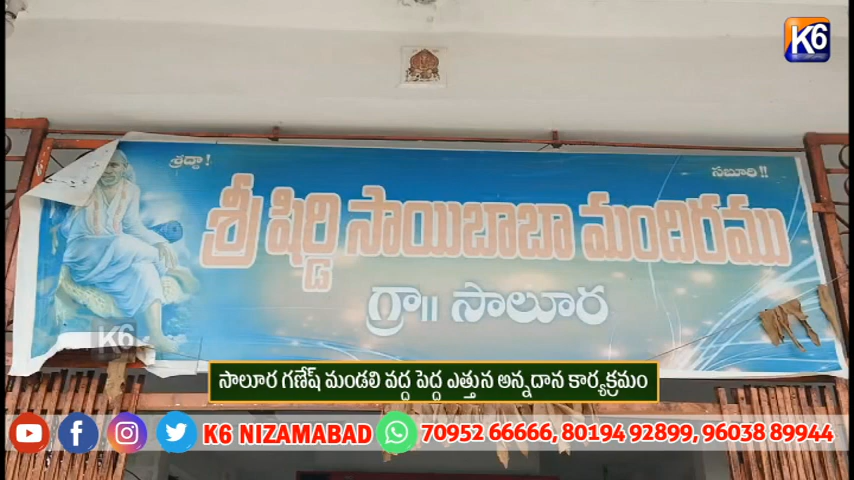 K6
శ్రద్ధా !
సబూరి !!
శ్రీ షిర్డి సాయిబాబా మందిరము
గ్రా|| సాలూర
K6
సాలూర గణేష్ మండలి వద్ద పెద్ద ఎత్తున అన్నదాన కార్యక్రమం
K6 NIZAMABAD 70952 66666, 80194 92899, 96038 89944